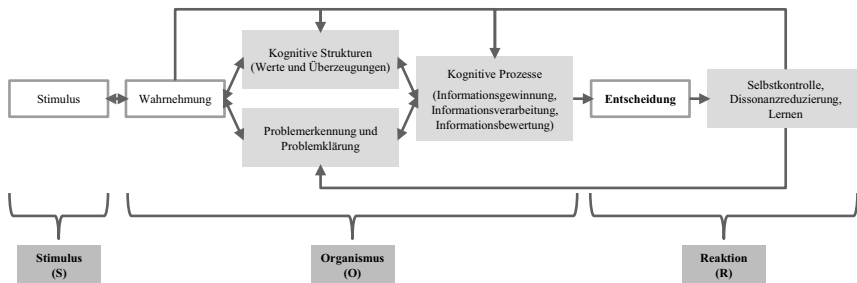 Stimulus
Wahrnehmung
Kognitive Strukturen
(Werte und Überzeugungen)
Problemerkennung und
Problemklärung
Kognitive Prozesse
(Informationsgewinnung,
Informationsverarbeitung,
Informationsbewertung)
Entscheidung
Selbstkontrolle,
Dissonanzreduzierung,
Lernen
Stimulus
(S)
Organismus
(O)
Reaktion
(R)